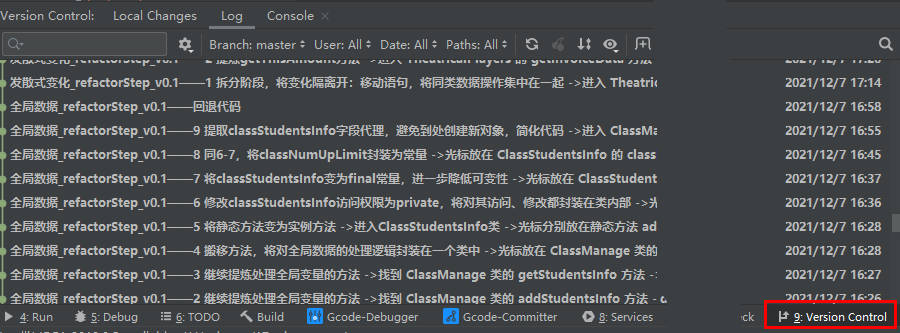 Version Control: Local Changes Log Console ×
Branch: master User: All Date: All Paths: All
发散式变化_refactorStep_v0.1——2 提炼getThisAmount方法 ->进入 TheatricalPlayers 的 getInvoiceData 方法 2021/12/7 17:26
发散式变化_refactorStep_v0.1——1 拆分阶段，将变化隔离开：移动语句，将同类数据操作集中在一起 ->进入 Theatric 2021/12/7 17:14
全局数据_refactorStep_v0.1——回退代码 2021/12/7 16:58
全局数据_refactorStep_v0.1——9 提取classStudentsInfo字段代理，避免到处创建新对象，简化代码 ->进入 ClassMa 2021/12/7 16:55
全局数据_refactorStep_v0.1——8 同6-7，将classNumUpLimit封装为常量 ->光标放在 ClassStudentsInfo 的 class 2021/12/7 16:45
全局数据_refactorStep_v0.1——7 将classStudentsInfo变为final常量，进一步降低可变性 ->光标放在 ClassStudent 2021/12/7 16:37
全局数据_refactorStep_v0.1——6 修改classStudentsInfo访问权限为private，将对其访问、修改都封装在类内部 ->光 2021/12/7 16:36
全局数据_refactorStep_v0.1——5 将静态方法变为实例方法 ->进入ClassStudentsInfo类 ->光标分别放在静态方法 ad 2021/12/7 16:28
全局数据_refactorStep_v0.1——4 搬移方法，将对全局数据的处理逻辑封装在一个类中 ->光标放在 ClassManage 类的 2021/12/7 16:28
全局数据_refactorStep_v0.1——3 继续提炼处理全局变量的方法 ->找到 ClassManage 类的 getStudentsInfo 方法 - 2021/12/7 16:27
全局数据_refactorStep_v0.1——2 继续提炼处理全局变量的方法 ->找到 ClassManage 类的 addStudentsInfo 方法 - 2021/12/7 16:26
4: Run 5: Debug 6: TODO Build Gcode-Debugger Gcode-Committer 8: Services eck 9: Version Control